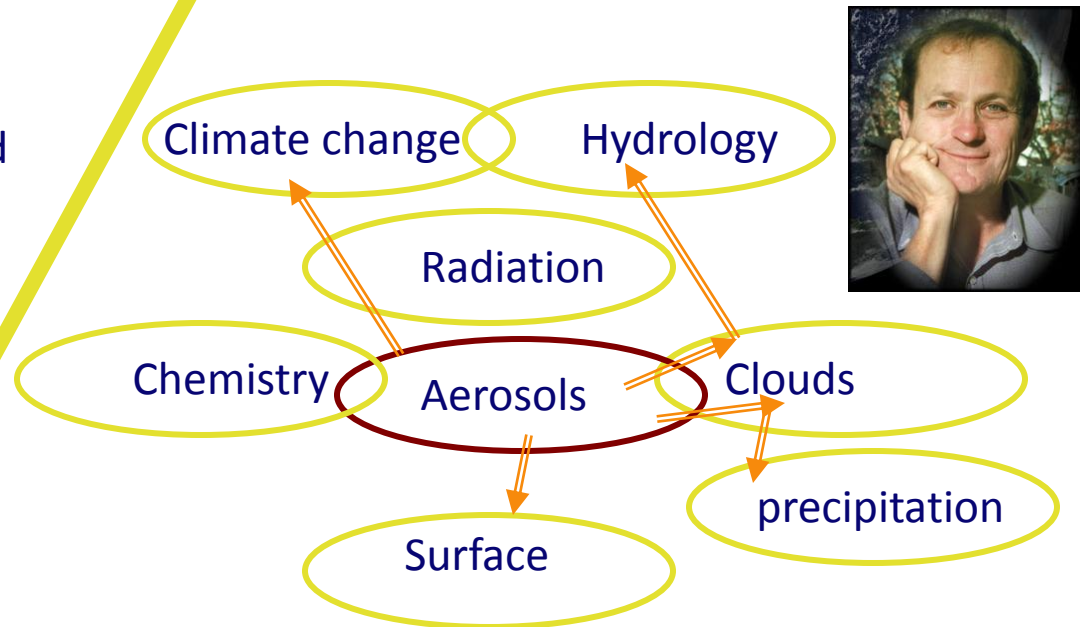 Climate change
Hydrology
Radiation
Chemistry
Aerosols
Clouds
precipitation
Surface